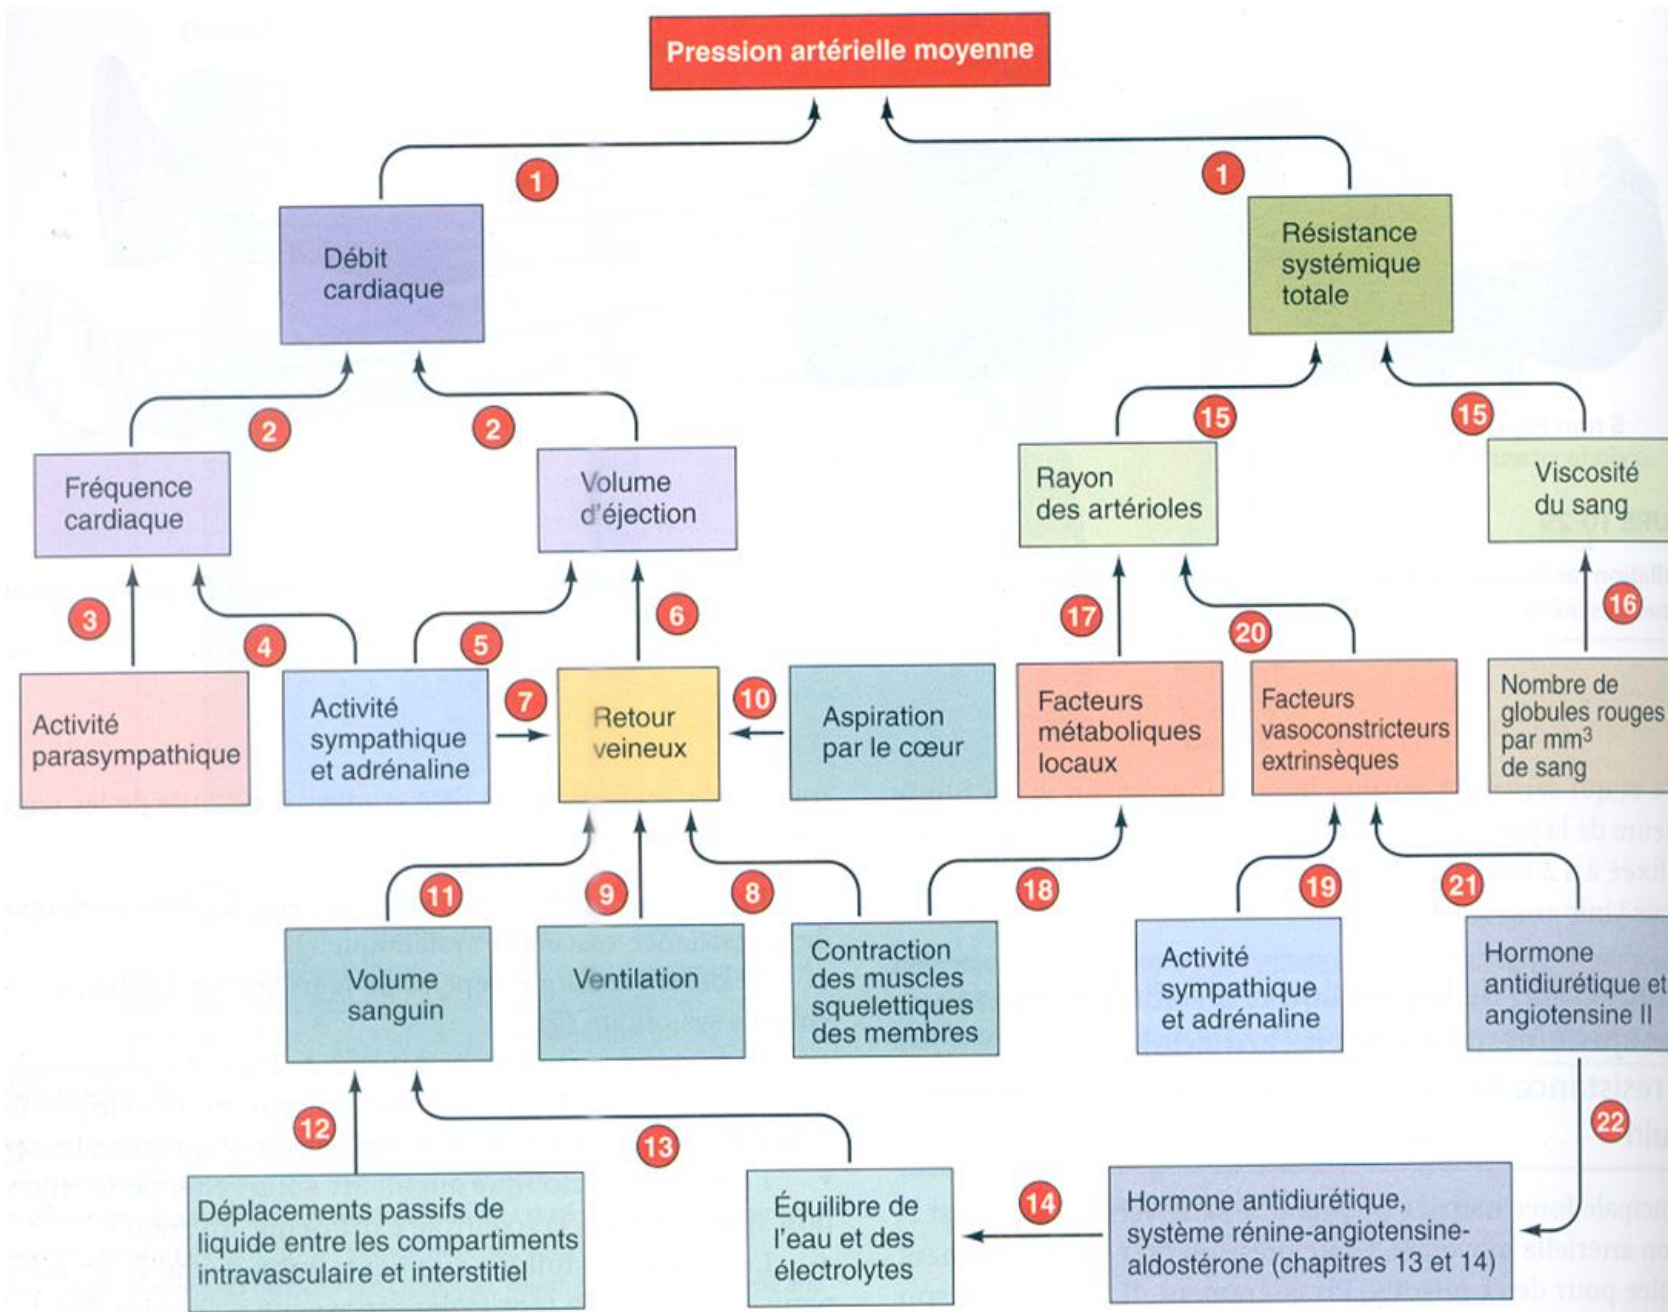 Pression artérielle moyenne
1
1
Débit
cardiaque
Résistance
systémique
totale
2
2
15
15
Fréquence
cardiaque
Volume
d'éjection
Rayon
des artérioles
Viscosité
du sang
3
4
5
6
17
20
16
Activité
parasympathique
Activité
sympathique
et adrénaline
7
Retour
veineux
10
Aspiration
par le cœur
Facteurs
métaboliques
locaux
Facteurs
vasoconstricteurs
extrinsèques
Nombre de
globules rouges
par mm³
de sang
11
9
8
18
19
21
Volume
sanguin
Ventilation
Contraction
des muscles
squelettiques
des membres
Activité
sympathique
et adrénaline
Hormone
antidiurétique et
angiotensine II
12
13
22
Déplacements passifs de
liquide entre les compartiments
intravasculaire et interstitiel
Équilibre de
l'eau et des
électrolytes
14
Hormone antidiurétique,
système rénine-angiotensine-
aldostérone (chapitres 13 et 14)